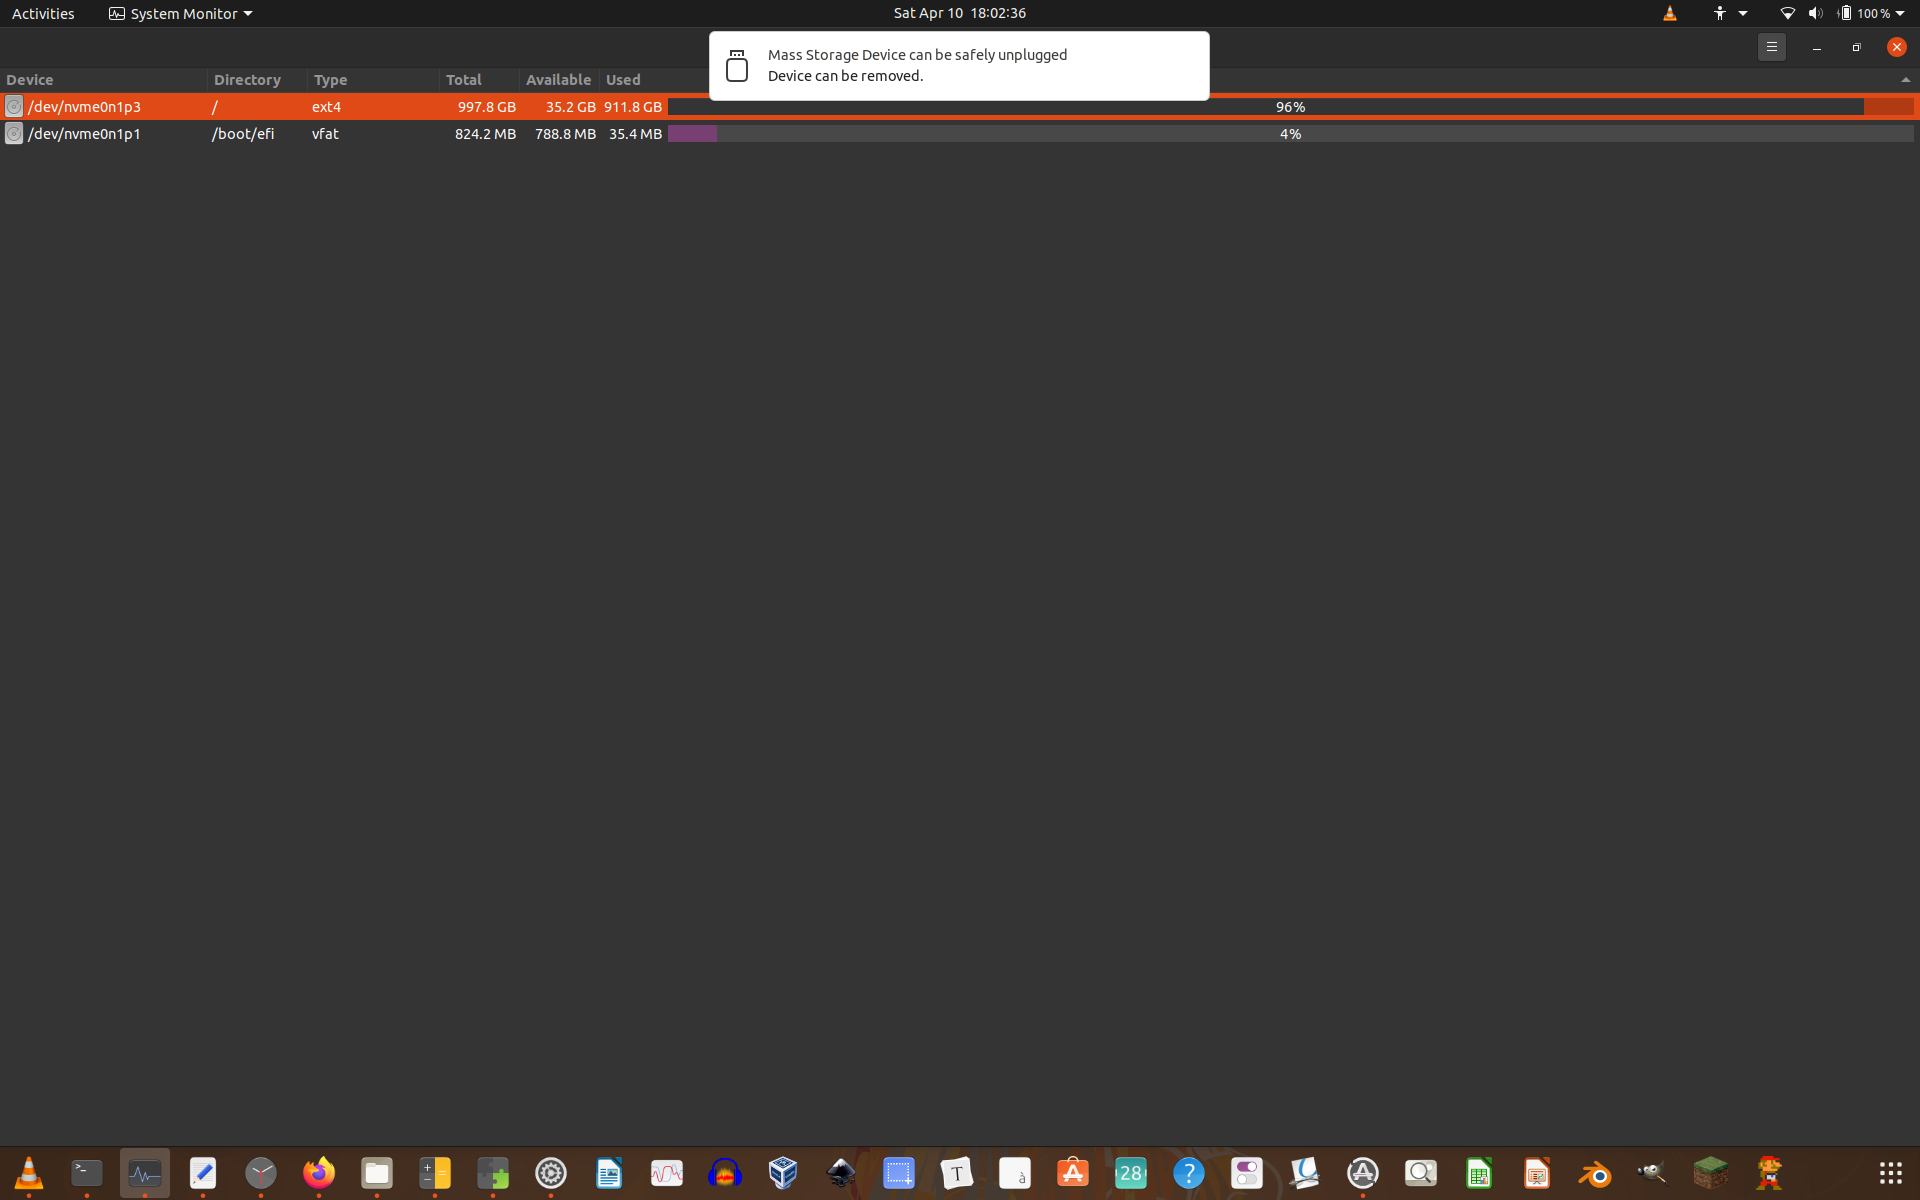 Activities System Monitor Sat Apr 10 18:02:36 100 %
Mass Storage Device can be safely unplugged
Device can be removed.
Device Directory Type Total Available Used
/dev/nvme0n1p3 / ext4 997.8 GB 35.2 GB 911.8 GB 96%
/dev/nvme0n1p1 /boot/efi vfat 824.2 MB 788.8 MB 35.4 MB 4%
>_ + − = T à A 28 ? A